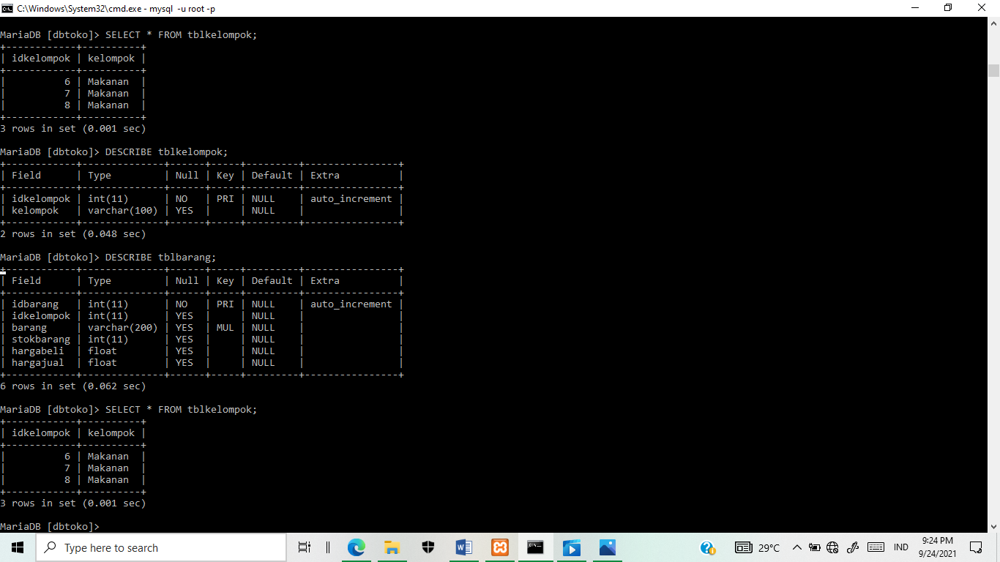 C:\Windows\System32\cmd.exe - mysql  -u root -p
MariaDB [dbtoko]> SELECT * FROM tblkelompok;
+------------+----------+
| idkelompok | kelompok |
+------------+----------+
|          6 | Makanan  |
|          7 | Makanan  |
|          8 | Makanan  |
+------------+----------+
3 rows in set (0.001 sec)
MariaDB [dbtoko]> DESCRIBE tblkelompok;
+------------+--------------+------+-----+---------+----------------+
| Field      | Type         | Null | Key | Default | Extra          |
+------------+--------------+------+-----+---------+----------------+
| idkelompok | int(11)      | NO   | PRI | NULL    | auto_increment |
| kelompok   | varchar(100) | YES  |     | NULL    |                |
+------------+--------------+------+-----+---------+----------------+
2 rows in set (0.048 sec)
MariaDB [dbtoko]> DESCRIBE tblbarang;
+------------+--------------+------+-----+---------+----------------+
| Field      | Type         | Null | Key | Default | Extra          |
+------------+--------------+------+-----+---------+----------------+
| idbarang   | int(11)      | NO   | PRI | NULL    | auto_increment |
| idkelompok | int(11)      | YES  |     | NULL    |                |
| barang     | varchar(200) | YES  | MUL | NULL    |                |
| stokbarang | int(11)      | YES  |     | NULL    |                |
| hargabeli  | float        | YES  |     | NULL    |                |
| hargajual  | float        | YES  |     | NULL    |                |
+------------+--------------+------+-----+---------+----------------+
6 rows in set (0.062 sec)
MariaDB [dbtoko]> SELECT * FROM tblkelompok;
+------------+----------+
| idkelompok | kelompok |
+------------+----------+
|          6 | Makanan  |
|          7 | Makanan  |
|          8 | Makanan  |
+------------+----------+
3 rows in set (0.001 sec)
MariaDB [dbtoko]>
Type here to search
29°C
IND
9:24 PM
9/24/2021